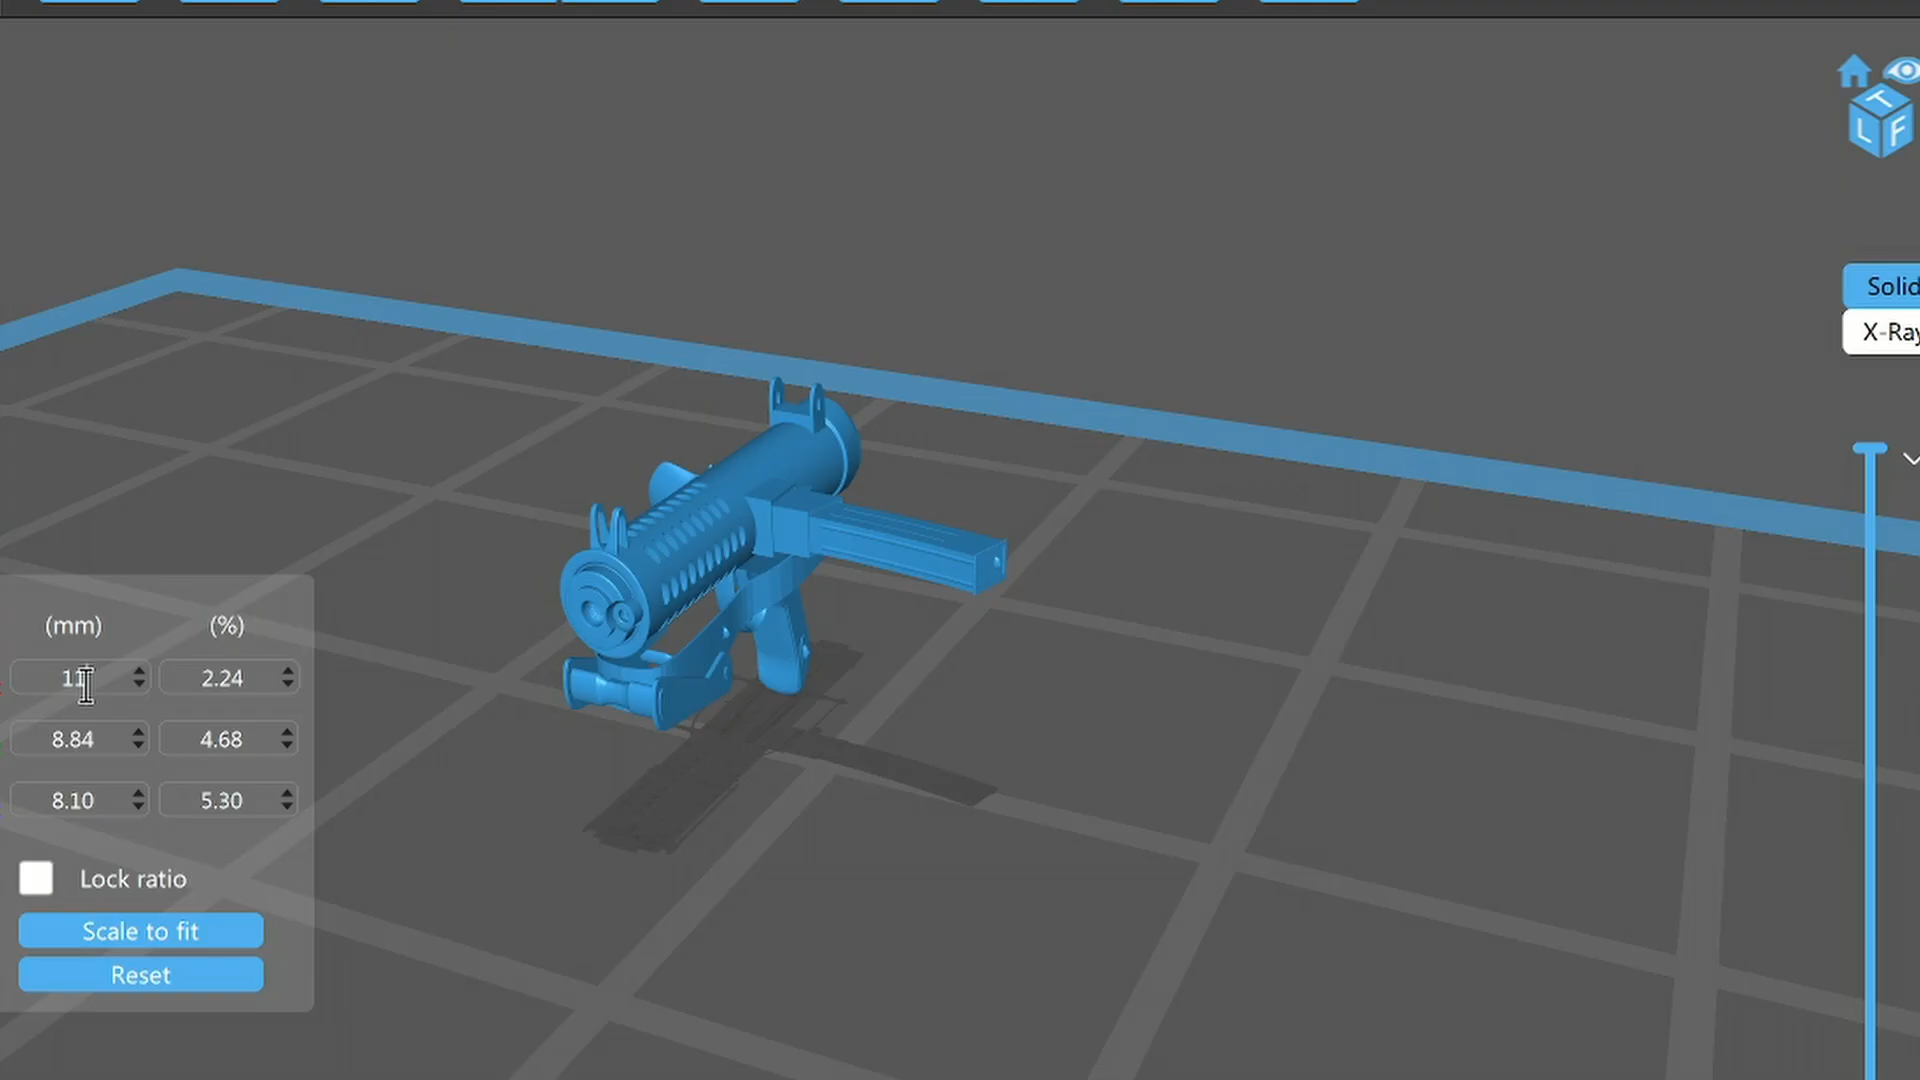 T
L F
Solid
X-Ray
(mm) (%)
11 2.24
8.84 4.68
8.10 5.30
Lock ratio
Scale to fit
Reset